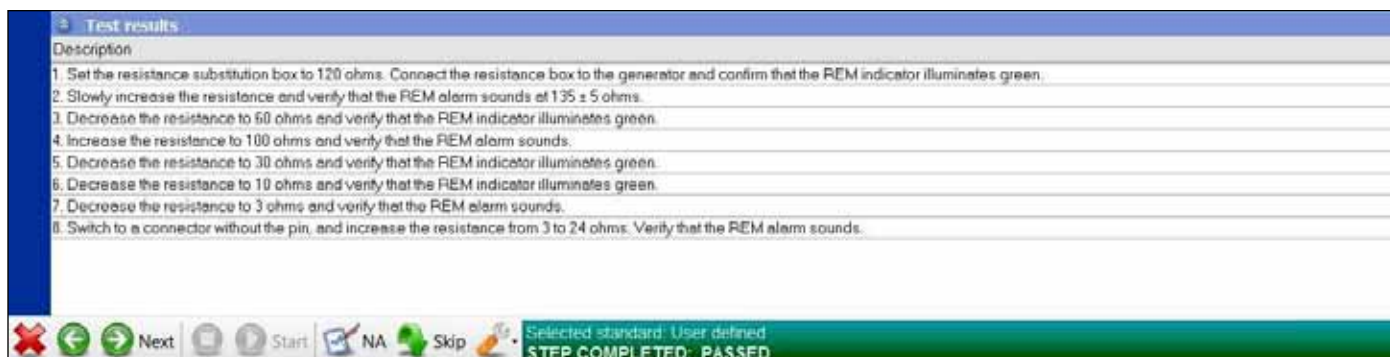 Test results
Description
1. Set the resistance substitution box to 120 ohms. Connect the resistance box to the generator and confirm that the REM indicator illuminates green.
2. Slowly increase the resistance and verify that the REM alarm sounds at 135 ± 5 ohms.
3. Decrease the resistance to 60 ohms and verify that the REM indicator illuminates green.
4. Increase the resistance to 100 ohms and verify that the REM alarm sounds.
5. Decrease the resistance to 30 ohms and verify that the REM indicator illuminates green.
6. Decrease the resistance to 10 ohms and verify that the REM indicator illuminates green.
7. Decrease the resistance to 3 ohms and verify that the REM alarm sounds.
8. Switch to a connector without the pin, and increase the resistance from 3 to 24 ohms. Verify that the REM alarm sounds.
Next Start NA Skip
Selected standard: User defined
STEP COMPLETED: PASSED